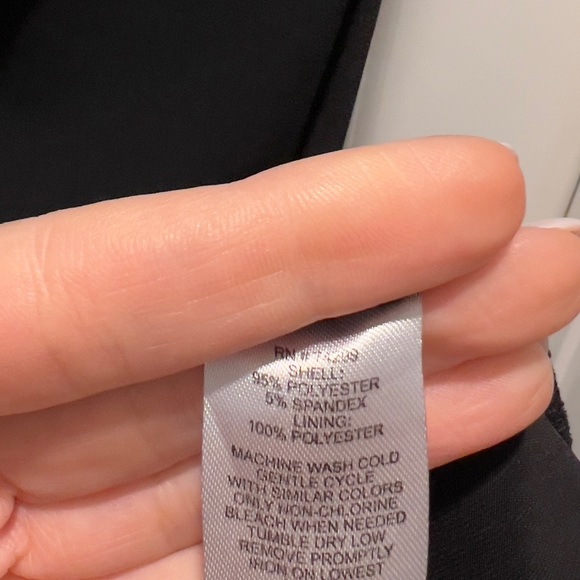 RN #
SHELL:
95% POLYESTER
5% SPANDEX
LINING:
100% POLYESTER
MACHINE WASH COLD
GENTLE CYCLE
WITH SIMILAR COLORS
ONLY NON-CHLORINE
BLEACH WHEN NEEDED
TUMBLE DRY LOW
REMOVE PROMPTLY
IRON ON LOWEST